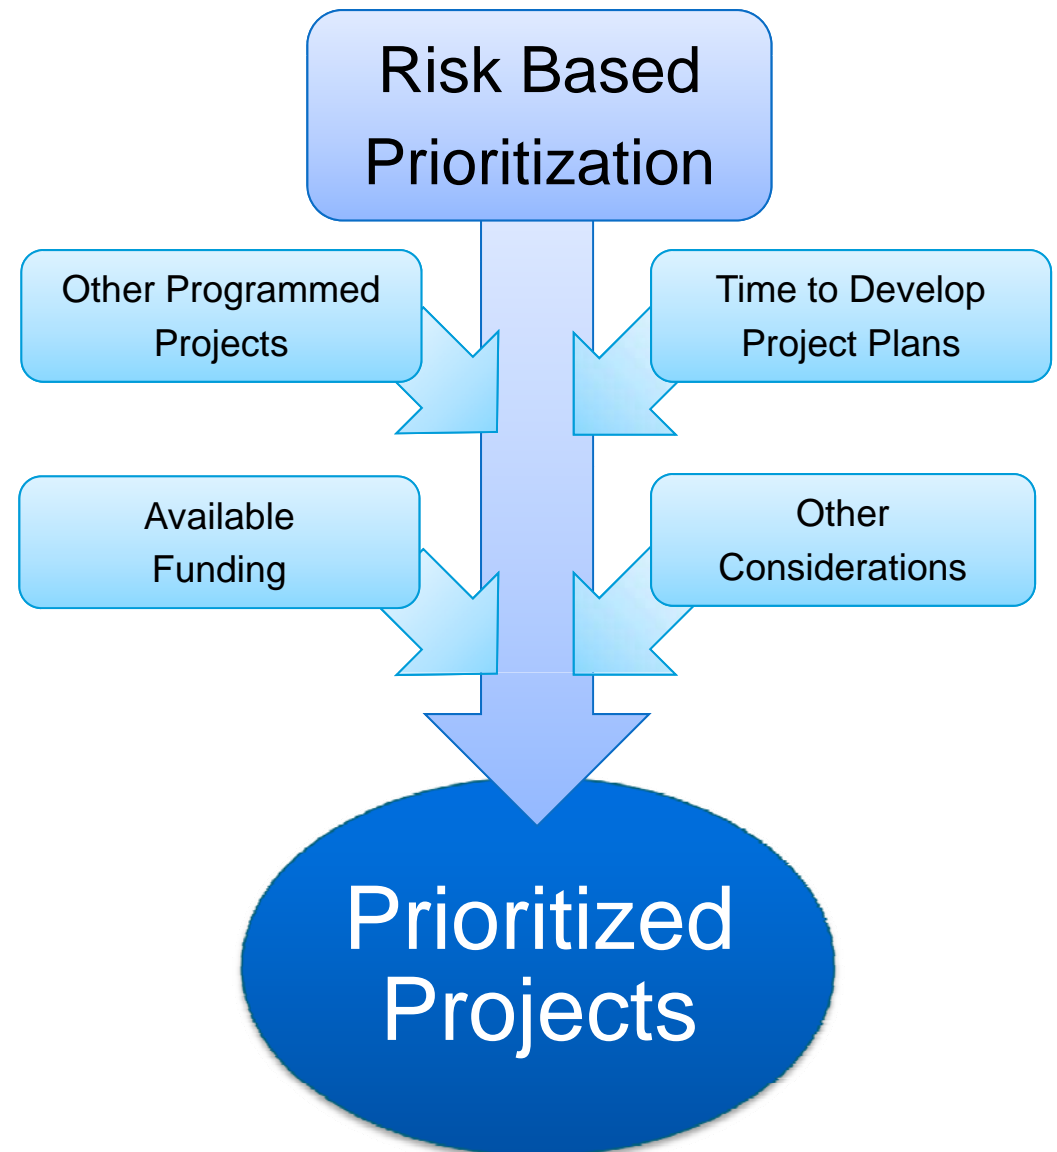 Risk Based
Prioritization
Other Programmed
Projects
Time to Develop
Project Plans
Available
Funding
Other
Considerations
Prioritized
Projects